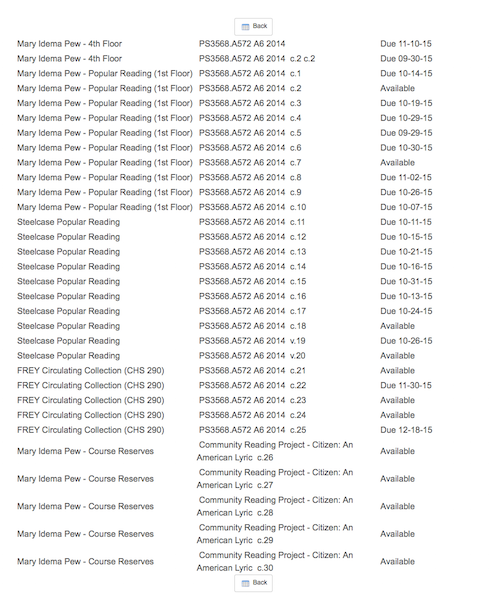 Back
Mary Idema Pew - 4th Floor PS3568.A572 A6 2014 Due 11-10-15
Mary Idema Pew - 4th Floor PS3568.A572 A6 2014 c.2 c.2 Due 09-30-15
Mary Idema Pew - Popular Reading (1st Floor) PS3568.A572 A6 2014 c.1 Due 10-14-15
Mary Idema Pew - Popular Reading (1st Floor) PS3568.A572 A6 2014 c.2 Available
Mary Idema Pew - Popular Reading (1st Floor) PS3568.A572 A6 2014 c.3 Due 10-19-15
Mary Idema Pew - Popular Reading (1st Floor) PS3568.A572 A6 2014 c.4 Due 10-29-15
Mary Idema Pew - Popular Reading (1st Floor) PS3568.A572 A6 2014 c.5 Due 09-29-15
Mary Idema Pew - Popular Reading (1st Floor) PS3568.A572 A6 2014 c.6 Due 10-30-15
Mary Idema Pew - Popular Reading (1st Floor) PS3568.A572 A6 2014 c.7 Available
Mary Idema Pew - Popular Reading (1st Floor) PS3568.A572 A6 2014 c.8 Due 11-02-15
Mary Idema Pew - Popular Reading (1st Floor) PS3568.A572 A6 2014 c.9 Due 10-26-15
Mary Idema Pew - Popular Reading (1st Floor) PS3568.A572 A6 2014 c.10 Due 10-07-15
Steelcase Popular Reading PS3568.A572 A6 2014 c.11 Due 10-11-15
Steelcase Popular Reading PS3568.A572 A6 2014 c.12 Due 10-15-15
Steelcase Popular Reading PS3568.A572 A6 2014 c.13 Due 10-21-15
Steelcase Popular Reading PS3568.A572 A6 2014 c.14 Due 10-16-15
Steelcase Popular Reading PS3568.A572 A6 2014 c.15 Due 10-31-15
Steelcase Popular Reading PS3568.A572 A6 2014 c.16 Due 10-13-15
Steelcase Popular Reading PS3568.A572 A6 2014 c.17 Due 10-24-15
Steelcase Popular Reading PS3568.A572 A6 2014 c.18 Available
Steelcase Popular Reading PS3568.A572 A6 2014 v.19 Due 10-26-15
Steelcase Popular Reading PS3568.A572 A6 2014 v.20 Available
FREY Circulating Collection (CHS 290) PS3568.A572 A6 2014 c.21 Available
FREY Circulating Collection (CHS 290) PS3568.A572 A6 2014 c.22 Due 11-30-15
FREY Circulating Collection (CHS 290) PS3568.A572 A6 2014 c.23 Available
FREY Circulating Collection (CHS 290) PS3568.A572 A6 2014 c.24 Available
FREY Circulating Collection (CHS 290) PS3568.A572 A6 2014 c.25 Due 12-18-15
Mary Idema Pew - Course Reserves Community Reading Project - Citizen: An Available
American Lyric c.26
Mary Idema Pew - Course Reserves Community Reading Project - Citizen: An Available
American Lyric c.27
Mary Idema Pew - Course Reserves Community Reading Project - Citizen: An Available
American Lyric c.28
Mary Idema Pew - Course Reserves Community Reading Project - Citizen: An Available
American Lyric c.29
Mary Idema Pew - Course Reserves Community Reading Project - Citizen: An Available
American Lyric c.30
Back